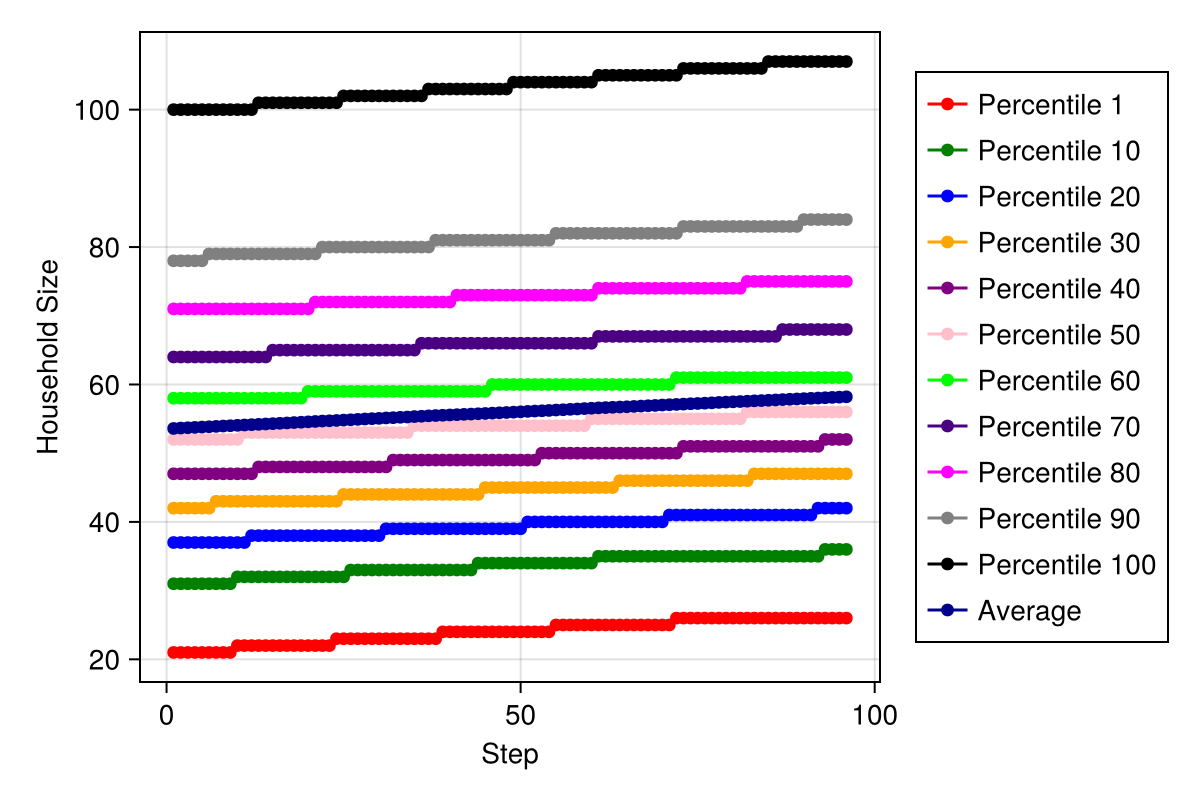 100
80
60
40
20
Household Size
0
50
100
Step
Percentile 1
Percentile 10
Percentile 20
Percentile 30
Percentile 40
Percentile 50
Percentile 60
Percentile 70
Percentile 80
Percentile 90
Percentile 100
Average